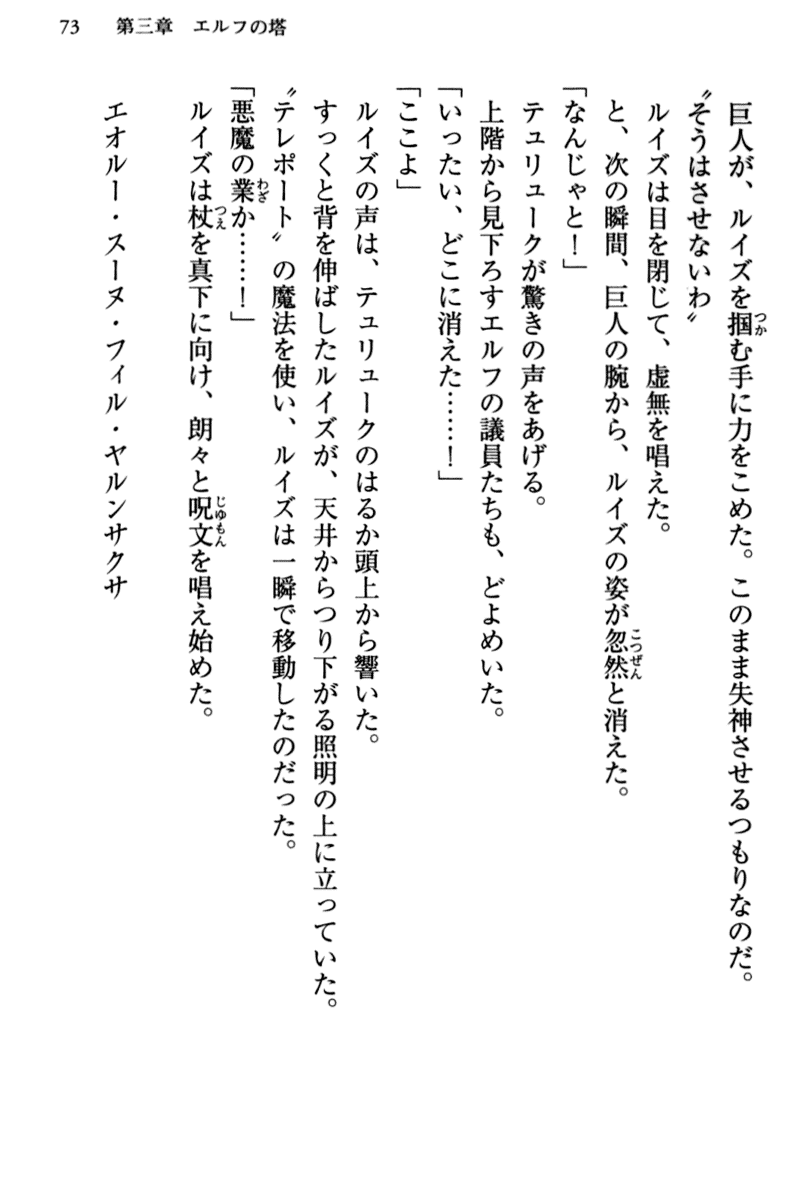 73　第三章　エルフの塔
　巨人が、ルイズを掴む手に力をこめた。このまま失神させるつもりなのだ。
〝そうはさせないわ〟
　ルイズは目を閉じて、虚無を唱えた。
　と、次の瞬間、巨人の腕から、ルイズの姿が忽然と消えた。
「なんじゃと！」
　テュリュークが驚きの声をあげる。
　上階から見下ろすエルフの議員たちも、どよめいた。
「いったい、どこに消えた……！」
「ここよ」
　ルイズの声は、テュリュークのはるか頭上から響いた。
　すっくと背を伸ばしたルイズが、天井からつり下がる照明の上に立っていた。
〝テレポート〟の魔法を使い、ルイズは一瞬で移動したのだった。
「悪魔の業か……！」
　ルイズは杖を真下に向け、朗々と呪文を唱え始めた。
　エオルー・スーヌ・フィル・ヤルンサクサ